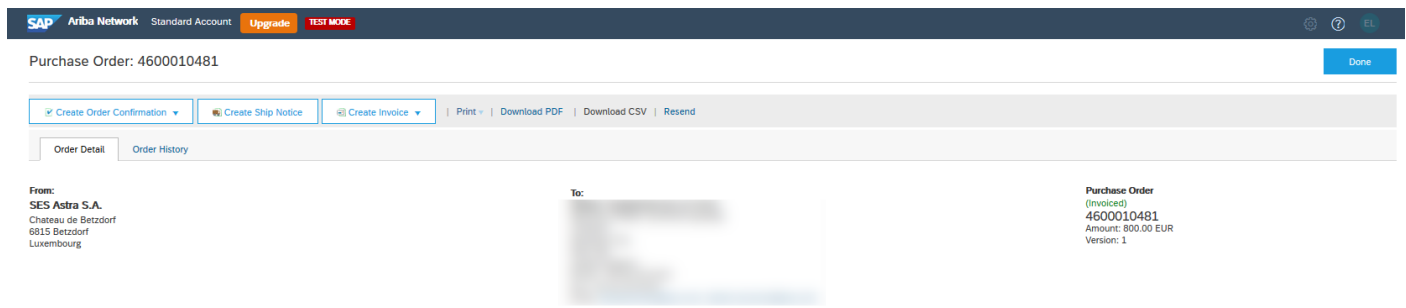 SAP Ariba Network Standard Account Upgrade TEST MODE EL
Purchase Order: 4600010481 Done
Create Order Confirmation Create Ship Notice Create Invoice | Print | Download PDF | Download CSV | Resend
Order Detail Order History
From:
SES Astra S.A.
Chateau de Betzdorf
6815 Betzdorf
Luxembourg
To:
Purchase Order
(Invoiced)
4600010481
Amount: 800.00 EUR
Version: 1